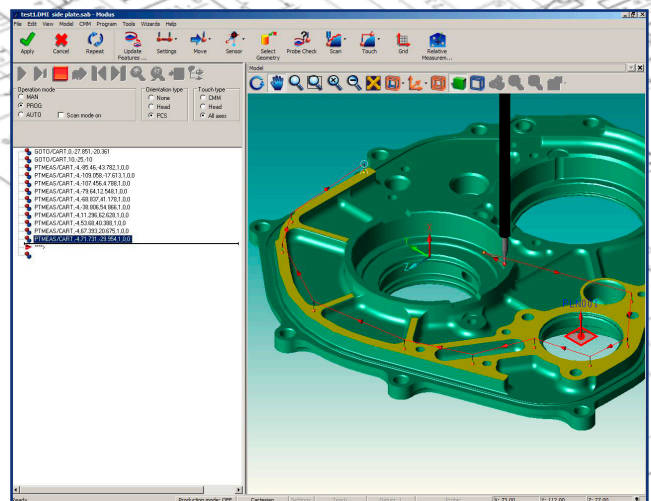 test1.DMI side plate.sab - Modus
File Edit View Model CMM Program Tools Wizards Help
Apply Cancel Repeat Update Features ... Settings Move Sensor Select Geometry Probe Check Scan Touch Grid Relative Measurem...
Model
Operation mode
MAN
PROG
AUTO
Scan mode on
Orientation type
None
Head
PCS
Touch type
CMM
Head
All axes
GOTO/CART,0,-27.851,-20.361
GOTO/CART,10,-25,-10
PTMEAS/CART,-4,-85.46,-43.782,1,0,0
PTMEAS/CART,-4,-109.058,-17.613,1,0,0
PTMEAS/CART,-4,-107.456,4.788,1,0,0
PTMEAS/CART,-4,-79.64,12.548,1,0,0
PTMEAS/CART,-4,-68.837,41.178,1,0,0
PTMEAS/CART,-4,-38.806,54.866,1,0,0
PTMEAS/CART,-4,11.296,62.628,1,0,0
PTMEAS/CART,-4,53.68,40.388,1,0,0
PTMEAS/CART,-4,67.393,20.675,1,0,0
PTMEAS/CART,-4,71.731,-29.954,1,0,0
PLN001
Z
Ready
Production mode: OFF
Cartesian
Settings
Touch
X: 73.00
Y: 112.00
Z: 27.00